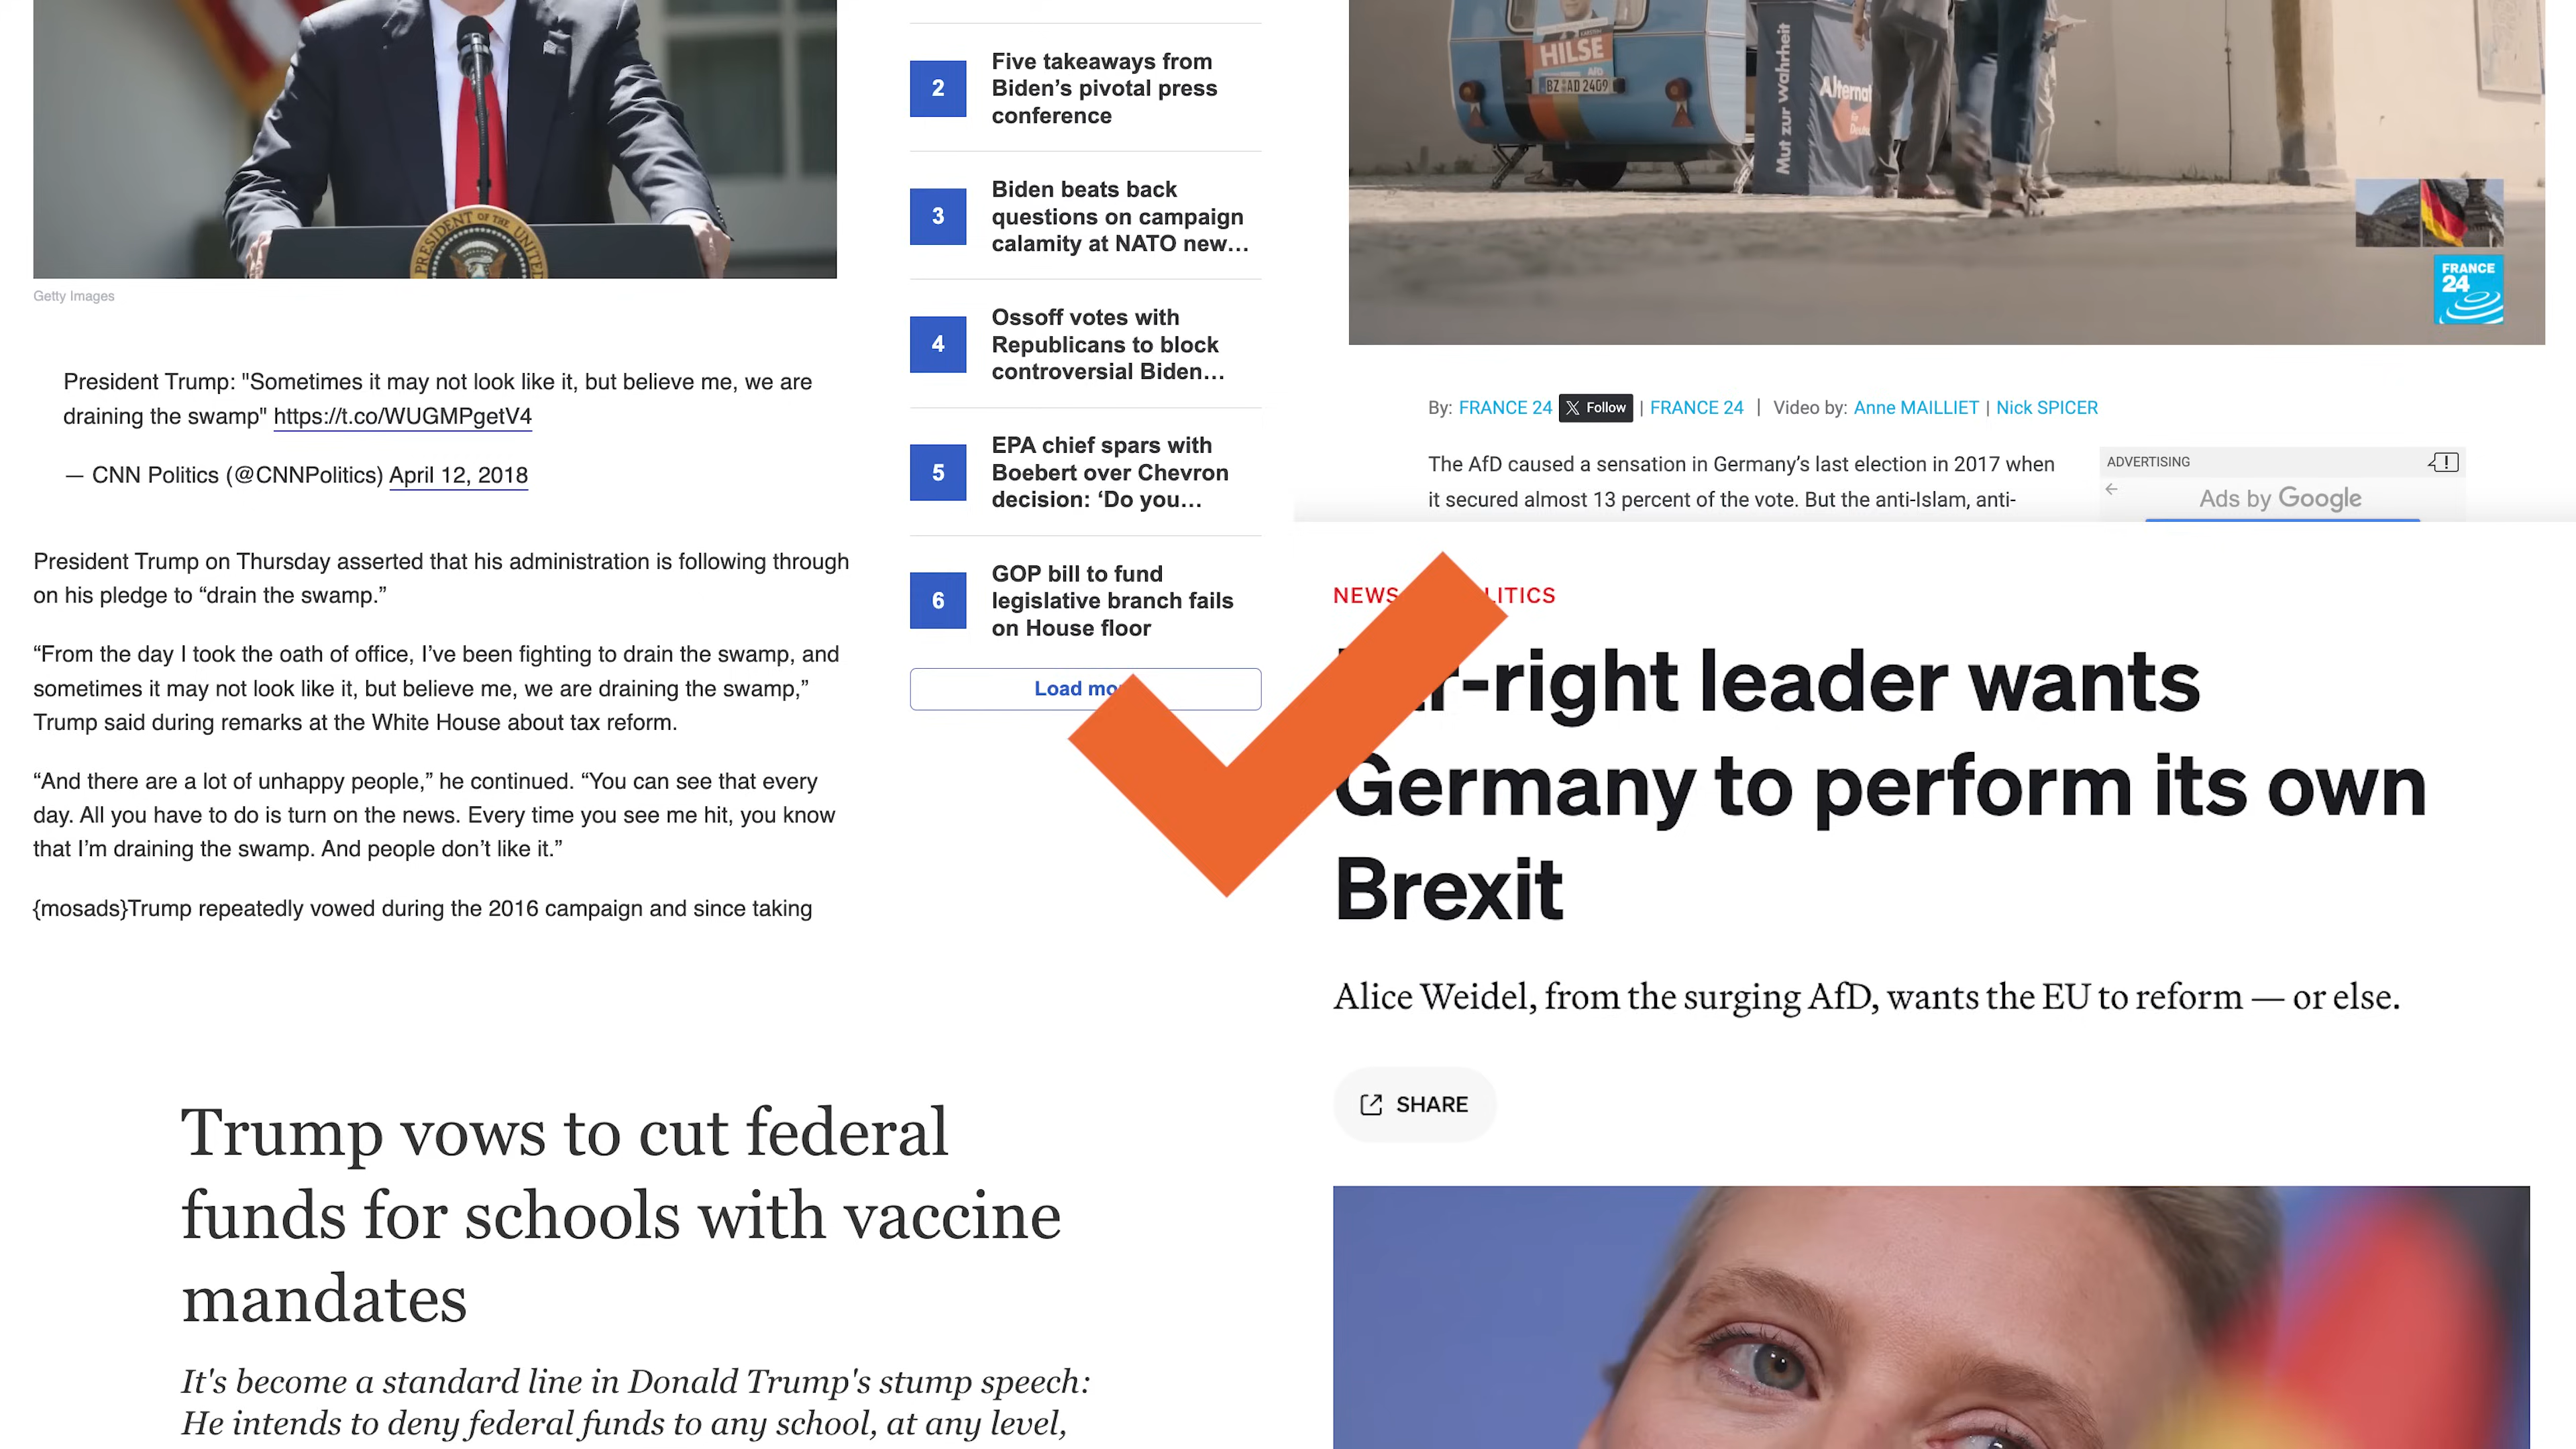 PRESIDENT OF THE UNITED
Getty Images
President Trump: "Sometimes it may not look like it, but believe me, we are
draining the swamp" https://t.co/WUGMPgetV4
— CNN Politics (@CNNPolitics) April 12, 2018
President Trump on Thursday asserted that his administration is following through
on his pledge to “drain the swamp.”
“From the day I took the oath of office, I’ve been fighting to drain the swamp, and
sometimes it may not look like it, but believe me, we are draining the swamp,”
Trump said during remarks at the White House about tax reform.
“And there are a lot of unhappy people,” he continued. “You can see that every
day. All you have to do is turn on the news. Every time you see me hit, you know
that I’m draining the swamp. And people don’t like it.”
{mosads}Trump repeatedly vowed during the 2016 campaign and since taking
2
Five takeaways from
Biden’s pivotal press
conference
3
Biden beats back
questions on campaign
calamity at NATO new…
4
Ossoff votes with
Republicans to block
controversial Biden…
5
EPA chief spars with
Boebert over Chevron
decision: ‘Do you…
6
GOP bill to fund
legislative branch fails
on House floor
Load mo
HILSE
AfD
BZ AD 2409
Mut zur Wahrheit
Alternat
FRANCE
24
By: FRANCE 24 X Follow | FRANCE 24 | Video by: Anne MAILLIET | Nick SPICER
The AfD caused a sensation in Germany’s last election in 2017 when
it secured almost 13 percent of the vote. But the anti-Islam, anti-
ADVERTISING
Ads by Google
NEWS LITICS
r-right leader wants
Germany to perform its own
Brexit
Alice Weidel, from the surging AfD, wants the EU to reform — or else.
SHARE
Trump vows to cut federal
funds for schools with vaccine
mandates
It's become a standard line in Donald Trump's stump speech:
He intends to deny federal funds to any school, at any level,